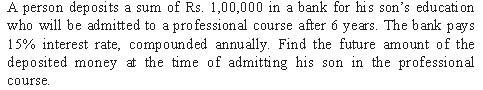 A person deposits a sum of Rs. 1,00,000 in a bank for his son's education
who will be admitted to a professional course after 6 years. The bank pays
15% interest rate, compounded annually. Find the future amount of the
deposited money at the time of admitting his son in the professional
course.